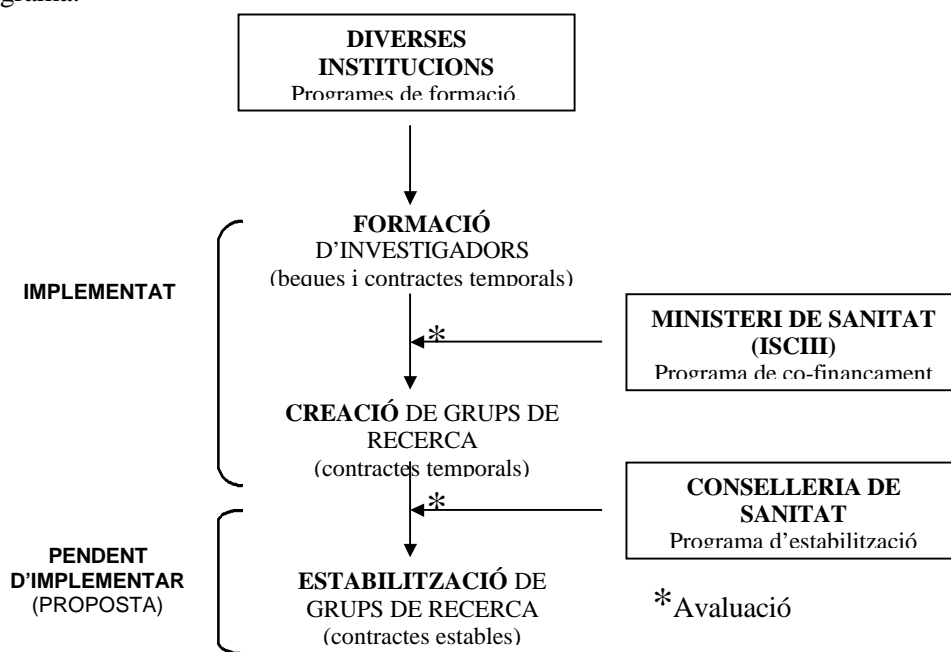 grama.
DIVERSES
INSTITUCIONS
Programes de formació.
FORMACIÓ
D'INVESTIGADORS
(beques i contractes temporals)
IMPLEMENTAT
*
MINISTERI DE SANITAT
(ISCIII)
Programa de co-finançament
CREACIÓ DE GRUPS DE
RECERCA
(contractes temporals)
*
CONSELLERIA DE
SANITAT
Programa d'estabilització
PENDENT
D'IMPLEMENTAR
(PROPOSTA)
ESTABILITZACIÓ DE
GRUPS DE RECERCA
(contractes estables)
*Avaluació